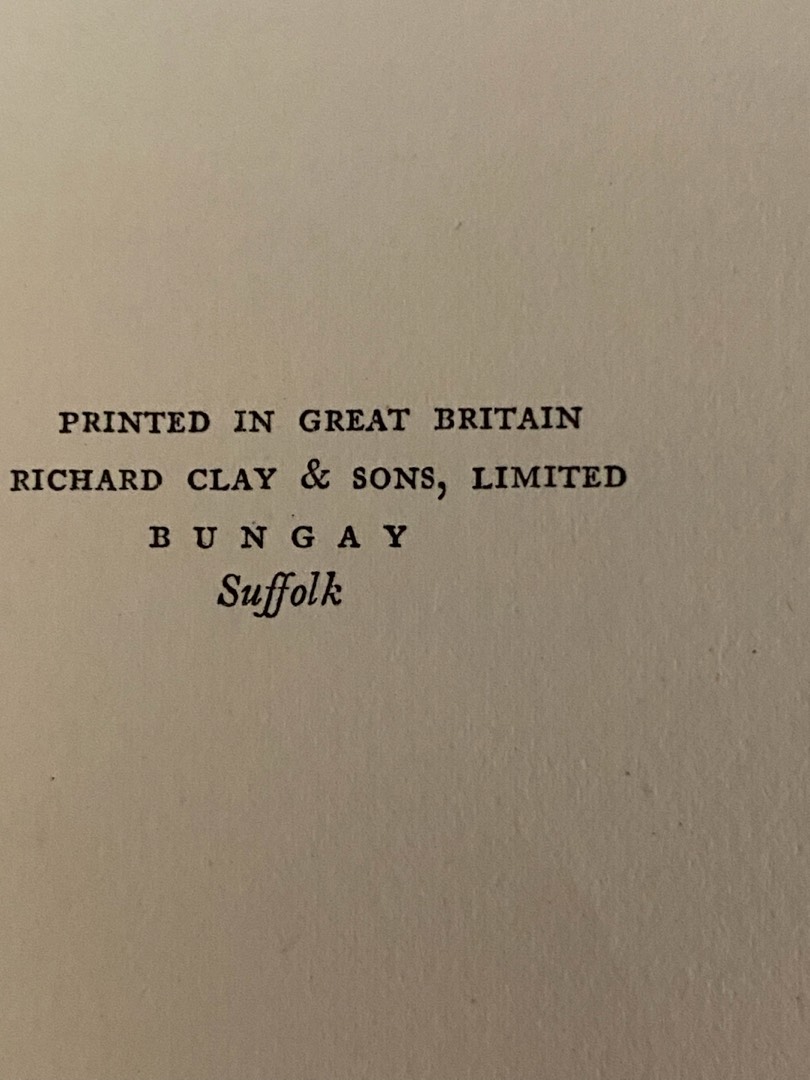 PRINTED IN GREAT BRITAIN
RICHARD CLAY & SONS, LIMITED
BUNGAY
Suffolk